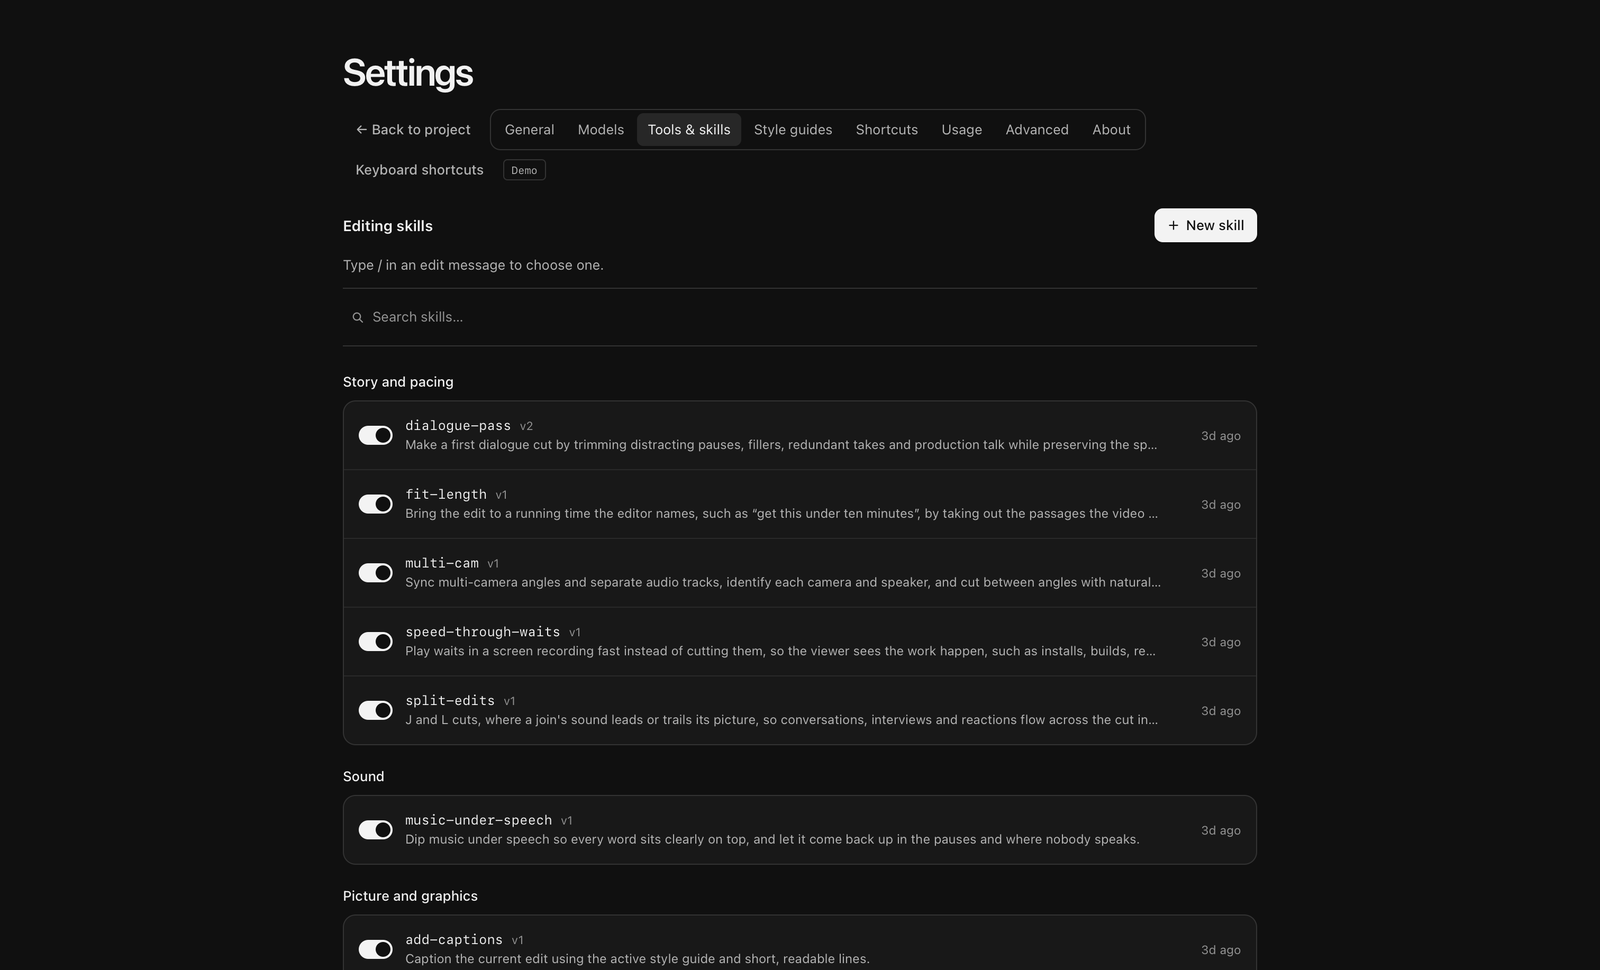 Settings
← Back to project
General
Models
Tools & skills
Style guides
Shortcuts
Usage
Advanced
About
Keyboard shortcuts
Demo
Editing skills
+ New skill
Type / in an edit message to choose one.
Search skills...
Story and pacing
dialogue-pass v2
Make a first dialogue cut by trimming distracting pauses, fillers, redundant takes and production talk while preserving the sp...
3d ago
fit-length v1
Bring the edit to a running time the editor names, such as “get this under ten minutes”, by taking out the passages the video ...
3d ago
multi-cam v1
Sync multi-camera angles and separate audio tracks, identify each camera and speaker, and cut between angles with natural...
3d ago
speed-through-waits v1
Play waits in a screen recording fast instead of cutting them, so the viewer sees the work happen, such as installs, builds, re...
3d ago
split-edits v1
J and L cuts, where a join's sound leads or trails its picture, so conversations, interviews and reactions flow across the cut in...
3d ago
Sound
music-under-speech v1
Dip music under speech so every word sits clearly on top, and let it come back up in the pauses and where nobody speaks.
3d ago
Picture and graphics
add-captions v1
Caption the current edit using the active style guide and short, readable lines.
3d ago